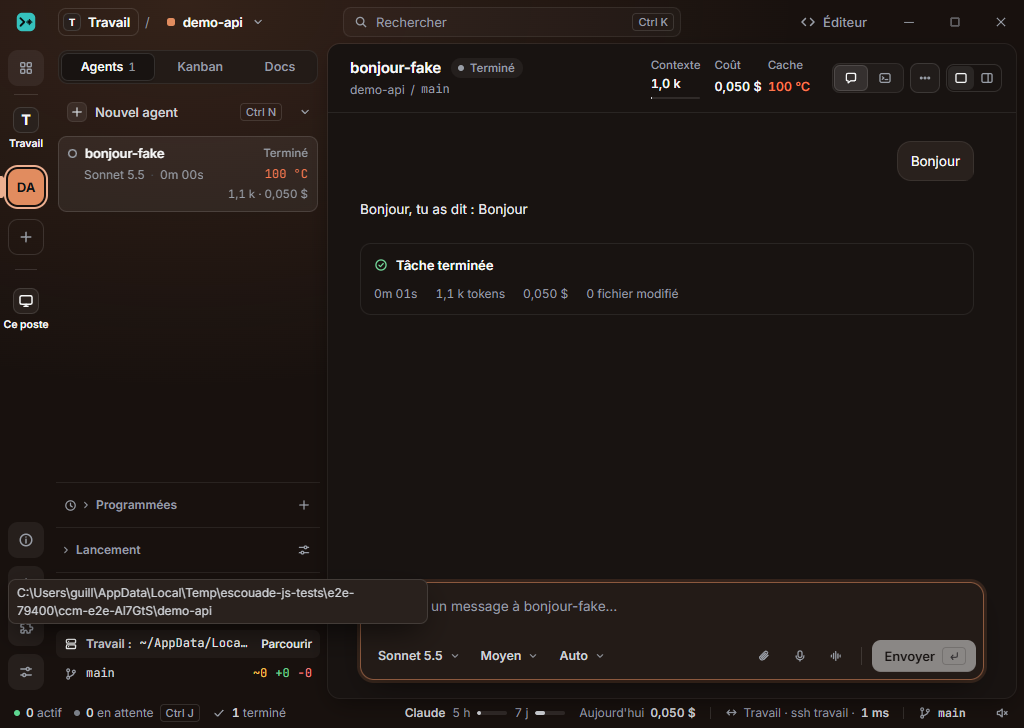 T Travail / demo-api
Rechercher Ctrl K
Éditeur
Agents 1 Kanban Docs
Nouvel agent Ctrl N
T
Travail
DA
Ce poste
bonjour-fake Terminé
Sonnet 5.5 · 0m 00s 100 °C
1,1 k · 0,050 $
bonjour-fake Terminé
demo-api / main
Contexte Coût Cache
1,0 k 0,050 $ 100 °C
Bonjour
Bonjour, tu as dit : Bonjour
Tâche terminée
0m 01s 1,1 k tokens 0,050 $ 0 fichier modifié
Programmées
Lancement
C:\Users\guill\AppData\Local\Temp\escouade-js-tests\e2e-
79400\ccm-e2e-AI7GtS\demo-api
un message à bonjour-fake...
Travail : ~/AppData/Loca… Parcourir
main ~0 +0 -0
Sonnet 5.5 Moyen Auto
Envoyer
0 actif 0 en attente Ctrl J 1 terminé
Claude 5 h 7 j Aujourd'hui 0,050 $ Travail · ssh travail · 1 ms main